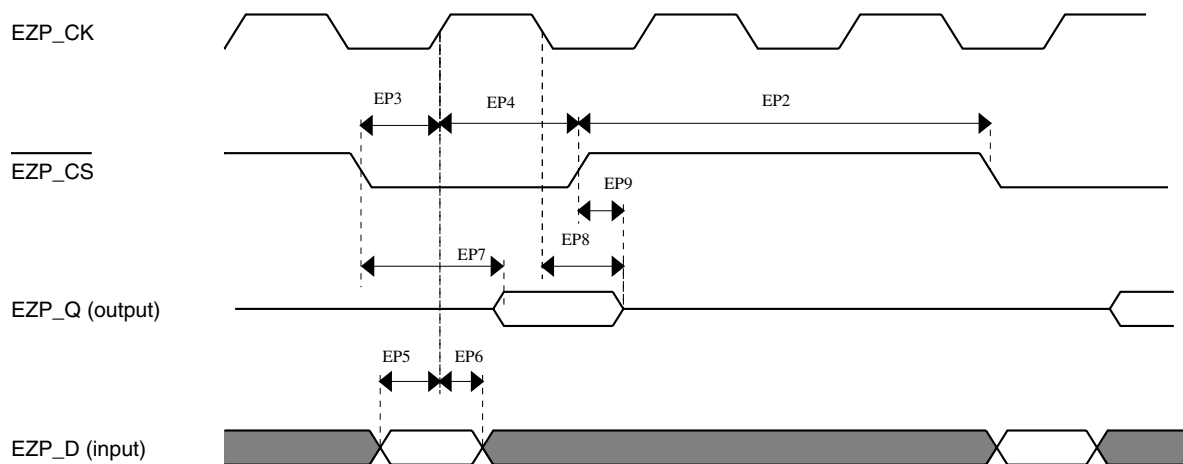 EZP_CK
EP3
EP4
EP2
EZP_CS
EP9
EP8
EP7
EZP_Q (output)
EP5
EP6
EZP_D (input)